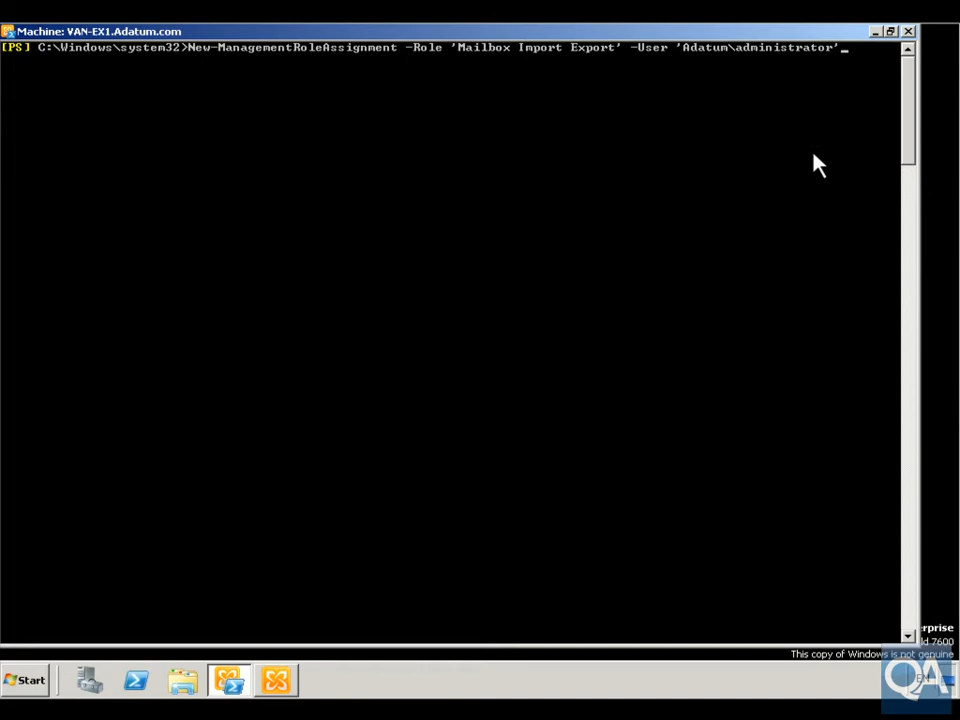 Machine: VAN-EX1.Adatum.com
[PS] C:\Windows\system32>New-ManagementRoleAssignment -Role 'Mailbox Import Export' -User 'Adatum\administrator'_
erprise
ld 7600
This copy of Windows is not genuine
Start
EN
QA